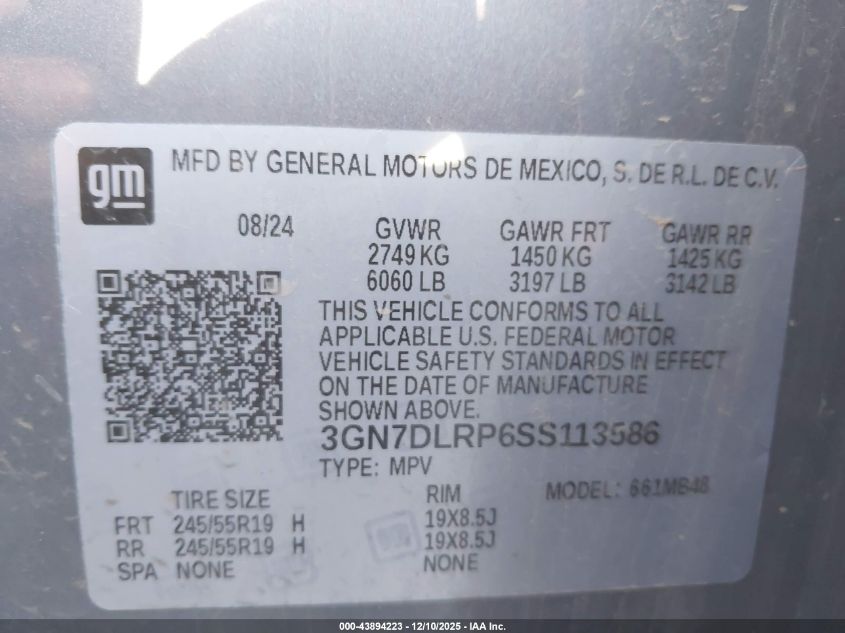 gm
MFD BY GENERAL MOTORS DE MEXICO, S. DE R.L. DE C.V.
08/24 GVWR GAWR FRT GAWR RR
2749 KG 1450 KG 1425 KG
6060 LB 3197 LB 3142 LB
THIS VEHICLE CONFORMS TO ALL
APPLICABLE U.S. FEDERAL MOTOR
VEHICLE SAFETY STANDARDS IN EFFECT
ON THE DATE OF MANUFACTURE
SHOWN ABOVE.
3GN7DLRP6SS113586
TYPE: MPV
TIRE SIZE RIM MODEL: 661MB48
FRT 245/55R19 H 19X8.5J
RR 245/55R19 H 19X8.5J
SPA NONE NONE
000-43894223 - 12/10/2025 - IAA Inc.